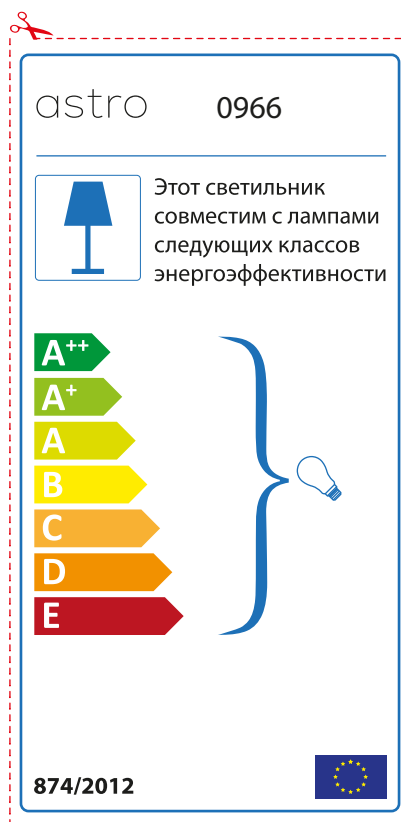 astro 0966
Этот светильник
совместим с лампами
следующих классов
энергоэффективности
A++
A+
A
B
C
D
E
874/2012